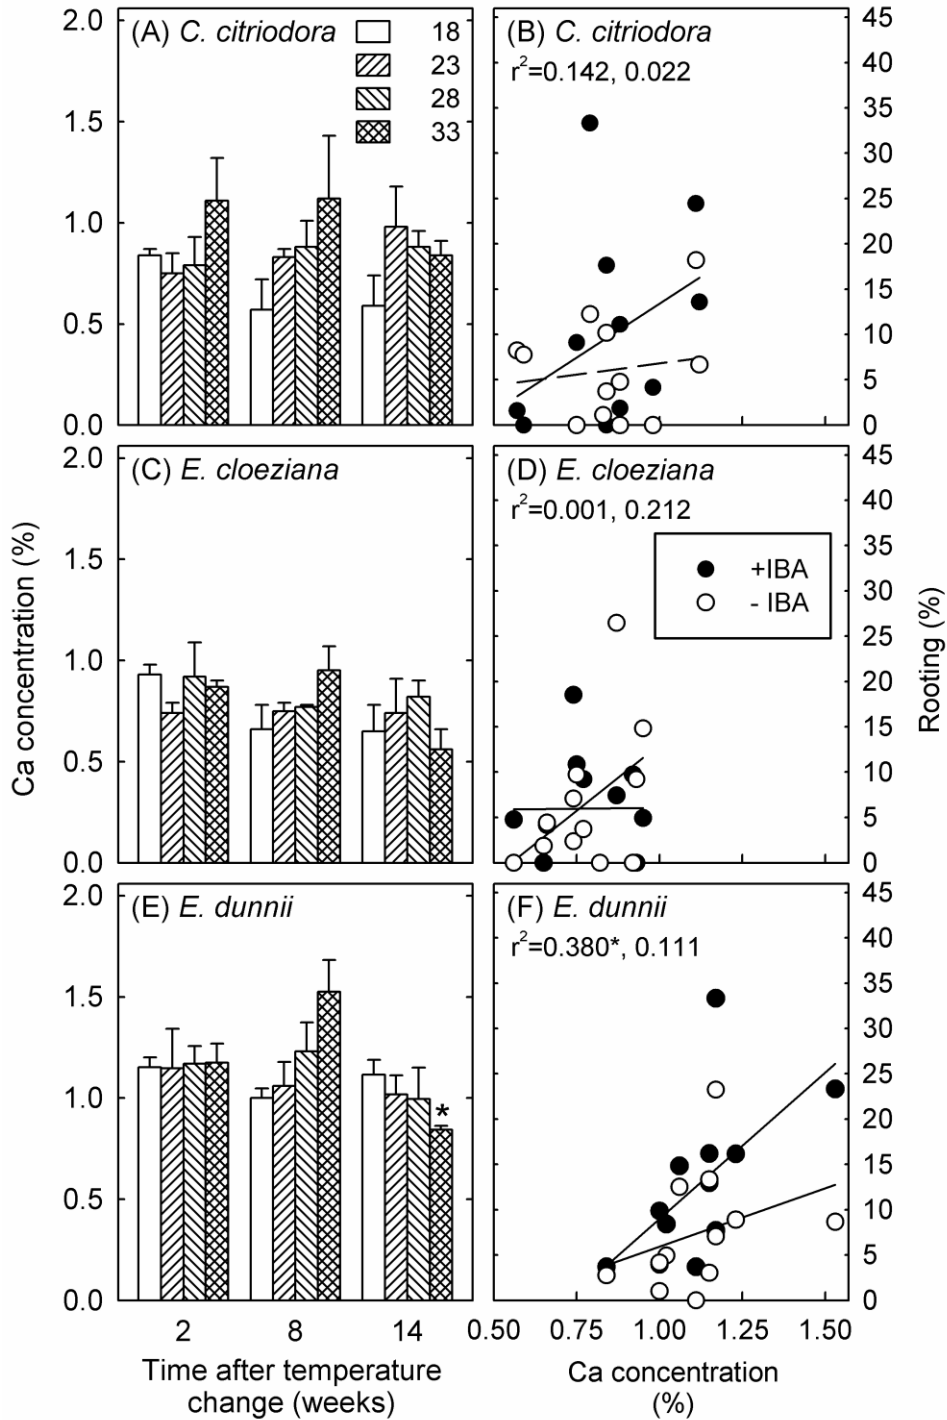 (A) C. citriodora
18
23
28
33
2.0
1.5
1.0
0.5
0.0
(B) C. citriodora
r²=0.142, 0.022
45
40
35
30
25
20
15
10
5
0
(C) E. cloeziana
2.0
1.5
1.0
0.5
0.0
(D) E. cloeziana
r²=0.001, 0.212
+IBA
- IBA
45
40
35
30
25
20
15
10
5
0
(E) E. dunnii
2.0
1.5
1.0
0.5
0.0
*
2 8 14
(F) E. dunnii
r²=0.380*, 0.111
45
40
35
30
25
20
15
10
5
0
0.50 0.75 1.00 1.25 1.50
Ca concentration (%)
Rooting (%)
Time after temperature
change (weeks)
Ca concentration
(%)